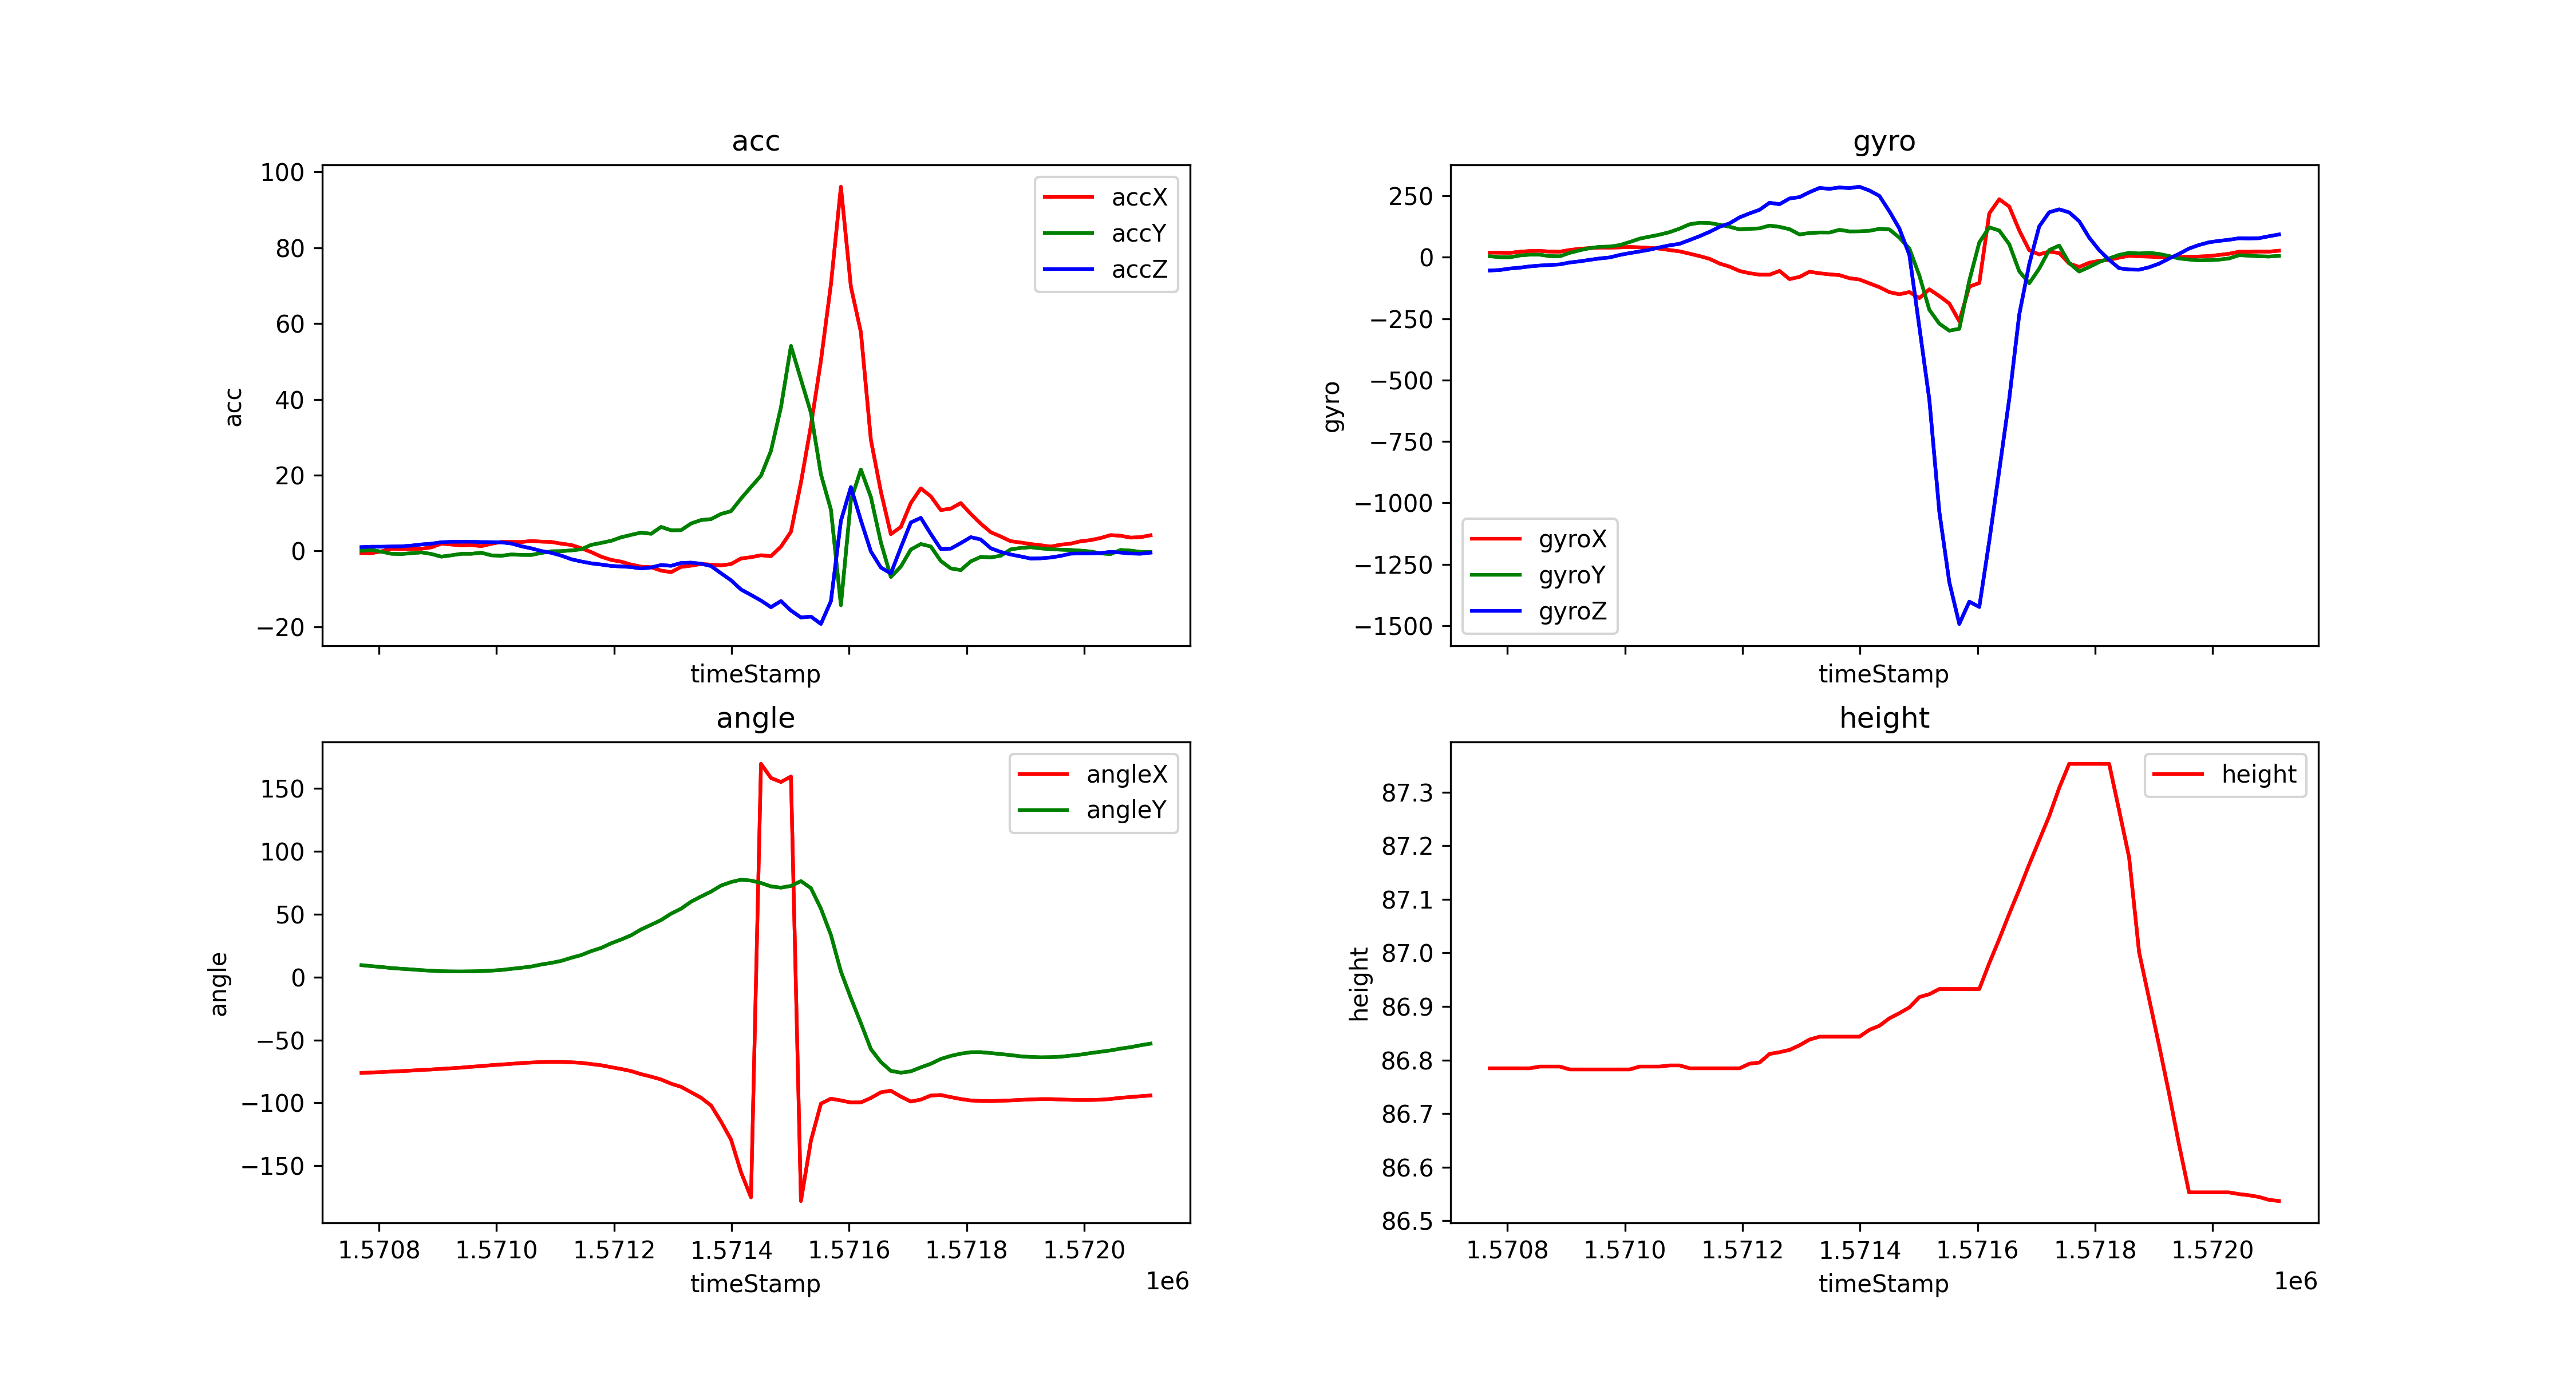 acc
100
80
60
40
20
0
−20
acc
accX
accY
accZ
timeStamp
gyro
250
0
−250
−500
−750
−1000
−1250
−1500
gyro
gyroX
gyroY
gyroZ
timeStamp
angle
150
100
50
0
−50
−100
−150
angle
angleX
angleY
1.5708 1.5710 1.5712 1.5714 1.5716 1.5718 1.5720
timeStamp
1e6
height
87.3
87.2
87.1
87.0
86.9
86.8
86.7
86.6
86.5
height
height
1.5708 1.5710 1.5712 1.5714 1.5716 1.5718 1.5720
timeStamp
1e6